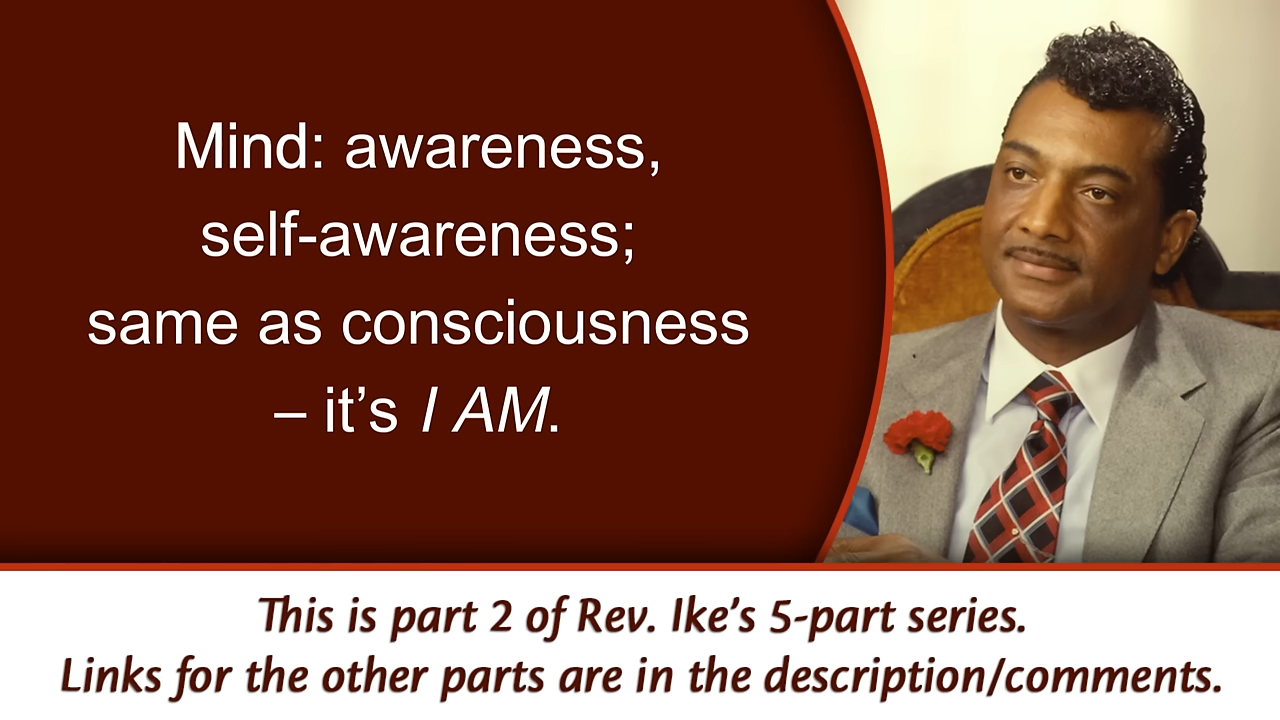 Mind: awareness,
self-awareness;
same as consciousness
– it’s I AM.
This is part 2 of Rev. Ike’s 5-part series.
Links for the other parts are in the description/comments.